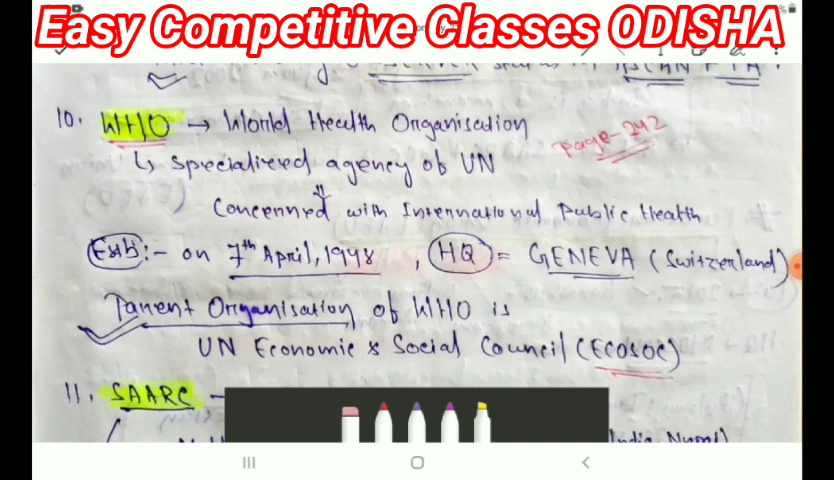 Easy Competitive Classes ODISHA
10. WHO → World Health Organisation
Page-242
↳ specialized agency of UN
Concerned with International Public Health
Estb:- on 7th April, 1948, HQ = GENEVA (Switzerland)
Parent Organisation of WHO is
UN Economic & Social Council (ECOSOC)
11. SAARC -